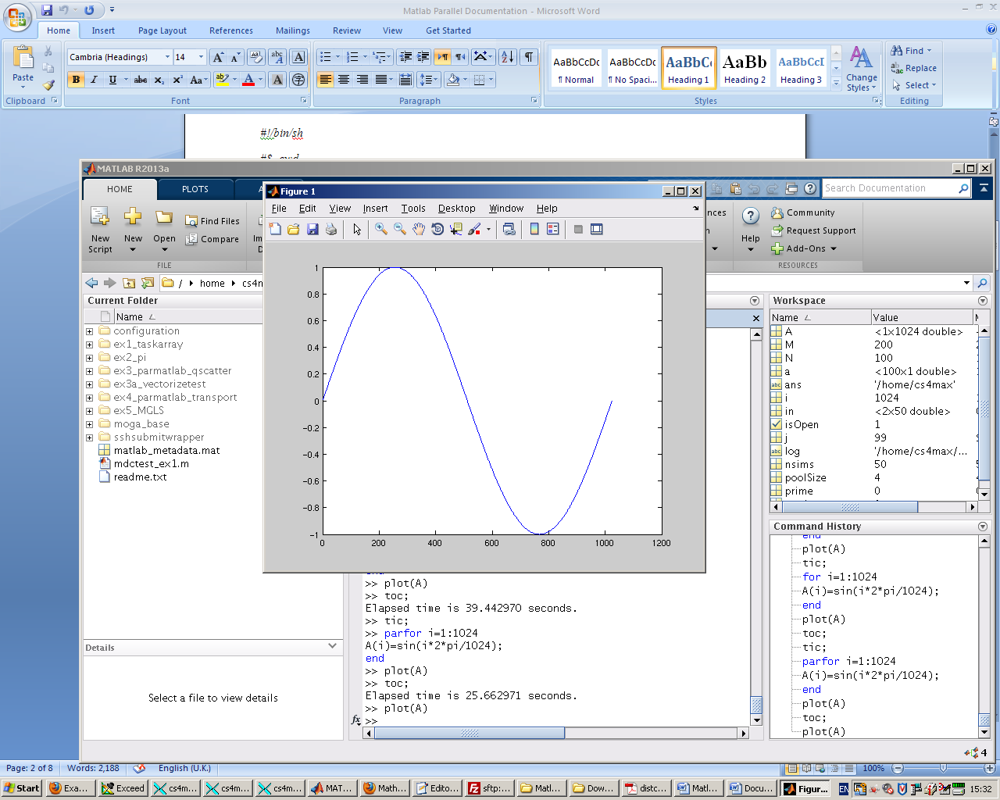 Matlab Parallel Documentation - Microsoft Word
Home Insert Page Layout References Mailings Review View Get Started
Cambria (Headings) 14
Paste
B I U abc x₂ x² Aa
AaBbCcDc AaBbCcDc AaBbCc AaBb AaBbCcI
¶ Normal ¶ No Spaci... Heading 1 Heading 2 Heading 3
Change Styles
Find
Replace
Select
Clipboard Font Paragraph Styles Editing
#!/bin/sh
#$ -cwd
MATLAB R2013a
HOME PLOTS A
Search Documentation
New Script
New
Open
Find Files
Compare
Help
Community
Request Support
Add-Ons
FILE RESOURCES
/ home cs4m
Figure 1
File Edit View Insert Tools Desktop Window Help
1
0.8
0.6
0.4
0.2
0
−0.2
−0.4
−0.6
−0.8
−1
0 200 400 600 800 1000 1200
Current Folder
Name
configuration
ex1_taskarray
ex2_pi
ex3_parmatlab_qscatter
ex3a_vectorizetest
ex4_parmatlab_transport
ex5_MGLS
moga_base
sshsubmitwrapper
matlab_metadata.mat
mdctest_ex1.m
readme.txt
Details
Select a file to view details
end
>> plot(A)
>> toc;
Elapsed time is 39.442970 seconds.
>> tic;
>> parfor i=1:1024
A(i)=sin(i*2*pi/1024);
end
>> plot(A)
>> toc;
Elapsed time is 25.662971 seconds.
>> plot(A)
fx >>
Workspace
Name Value M
A <1x1024 double>
M 200
N 100
a <100x1 double>
ans '/home/cs4max'
i 1024
in <2x50 double>
isOpen 1
j 99
log '/home/cs4max/...
nsims 50
poolSize 4
prime 0
Command History
end
plot(A)
tic;
for i=1:1024
A(i)=sin(i*2*pi/1024);
end
plot(A)
toc;
tic;
parfor i=1:1024
A(i)=sin(i*2*pi/1024);
end
plot(A)
toc;
plot(A)
4
Page: 2 of 8 Words: 2,188 English (U.K.) 100%
Start Exa... Exceed cs4m... cs4m... cs4m... MAT... Math... Edito... sftp:... Matl... Dow... distc... Matl... Docu... Figur... EN 15:32